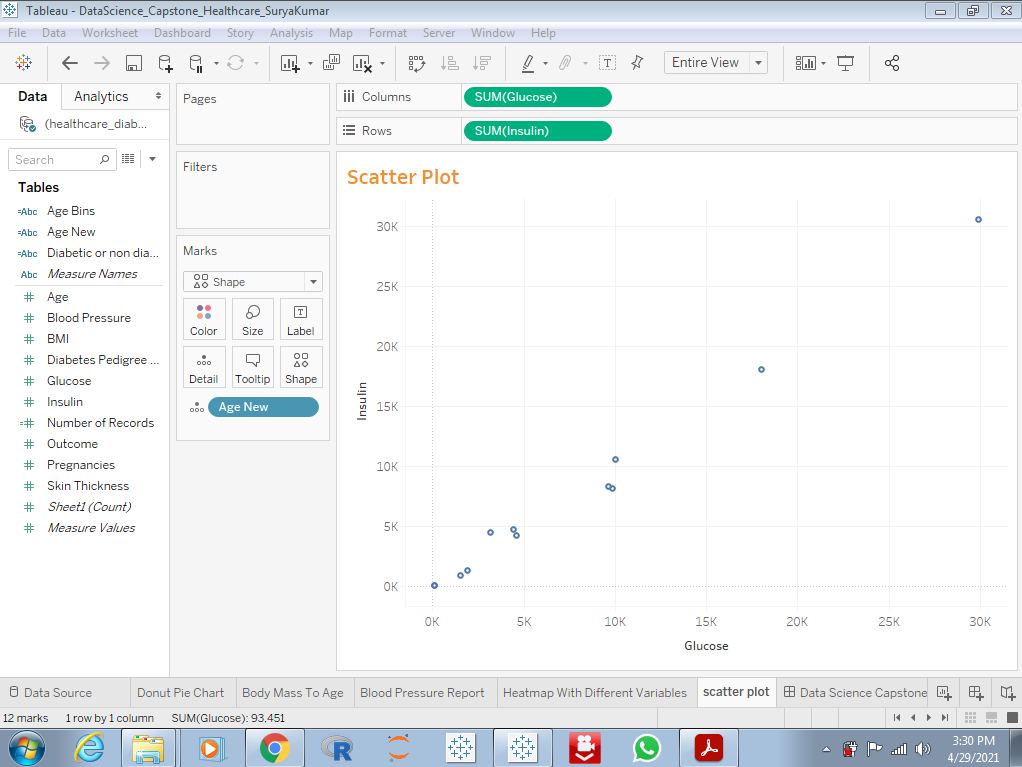 Tableau - DataScience_Capstone_Healthcare_SuryaKumar
File Data Worksheet Dashboard Story Analysis Map Format Server Window Help
Entire View
Data Analytics
(healthcare_diab...
Search
Tables
=Abc Age Bins
=Abc Age New
=Abc Diabetic or non dia...
Abc Measure Names
# Age
# Blood Pressure
# BMI
# Diabetes Pedigree ...
# Glucose
# Insulin
=# Number of Records
# Outcome
# Pregnancies
# Skin Thickness
# Sheet1 (Count)
# Measure Values
Pages
Filters
Marks
Shape
Color Size Label
Detail Tooltip Shape
Age New
Columns SUM(Glucose)
Rows SUM(Insulin)
Scatter Plot
30K
25K
20K
15K
10K
5K
0K
Insulin
0K 5K 10K 15K 20K 25K 30K
Glucose
Data Source Donut Pie Chart Body Mass To Age Blood Pressure Report Heatmap With Different Variables scatter plot Data Science Capstone
12 marks 1 row by 1 column SUM(Glucose): 93,451
3:30 PM
4/29/2021